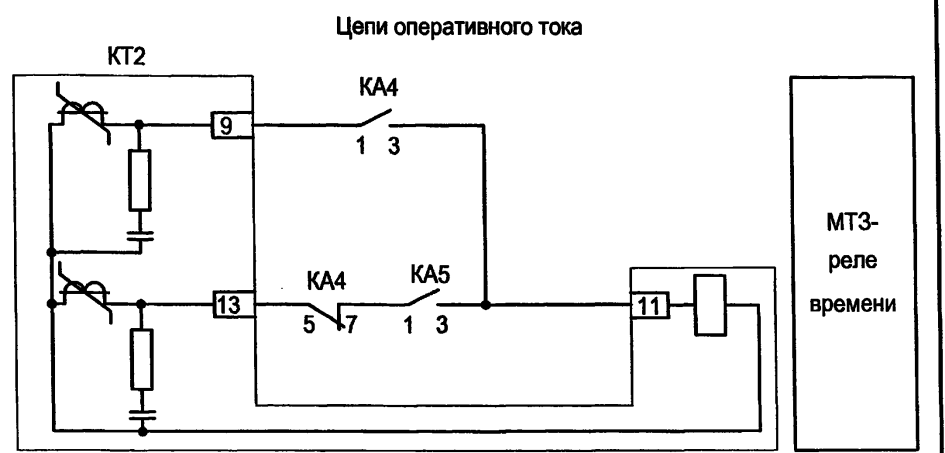 Цепи оперативного тока
КТ2
КА4
9
1 3
МТЗ-
реле
времени
КА4
КА5
13
5 7
1 3
11